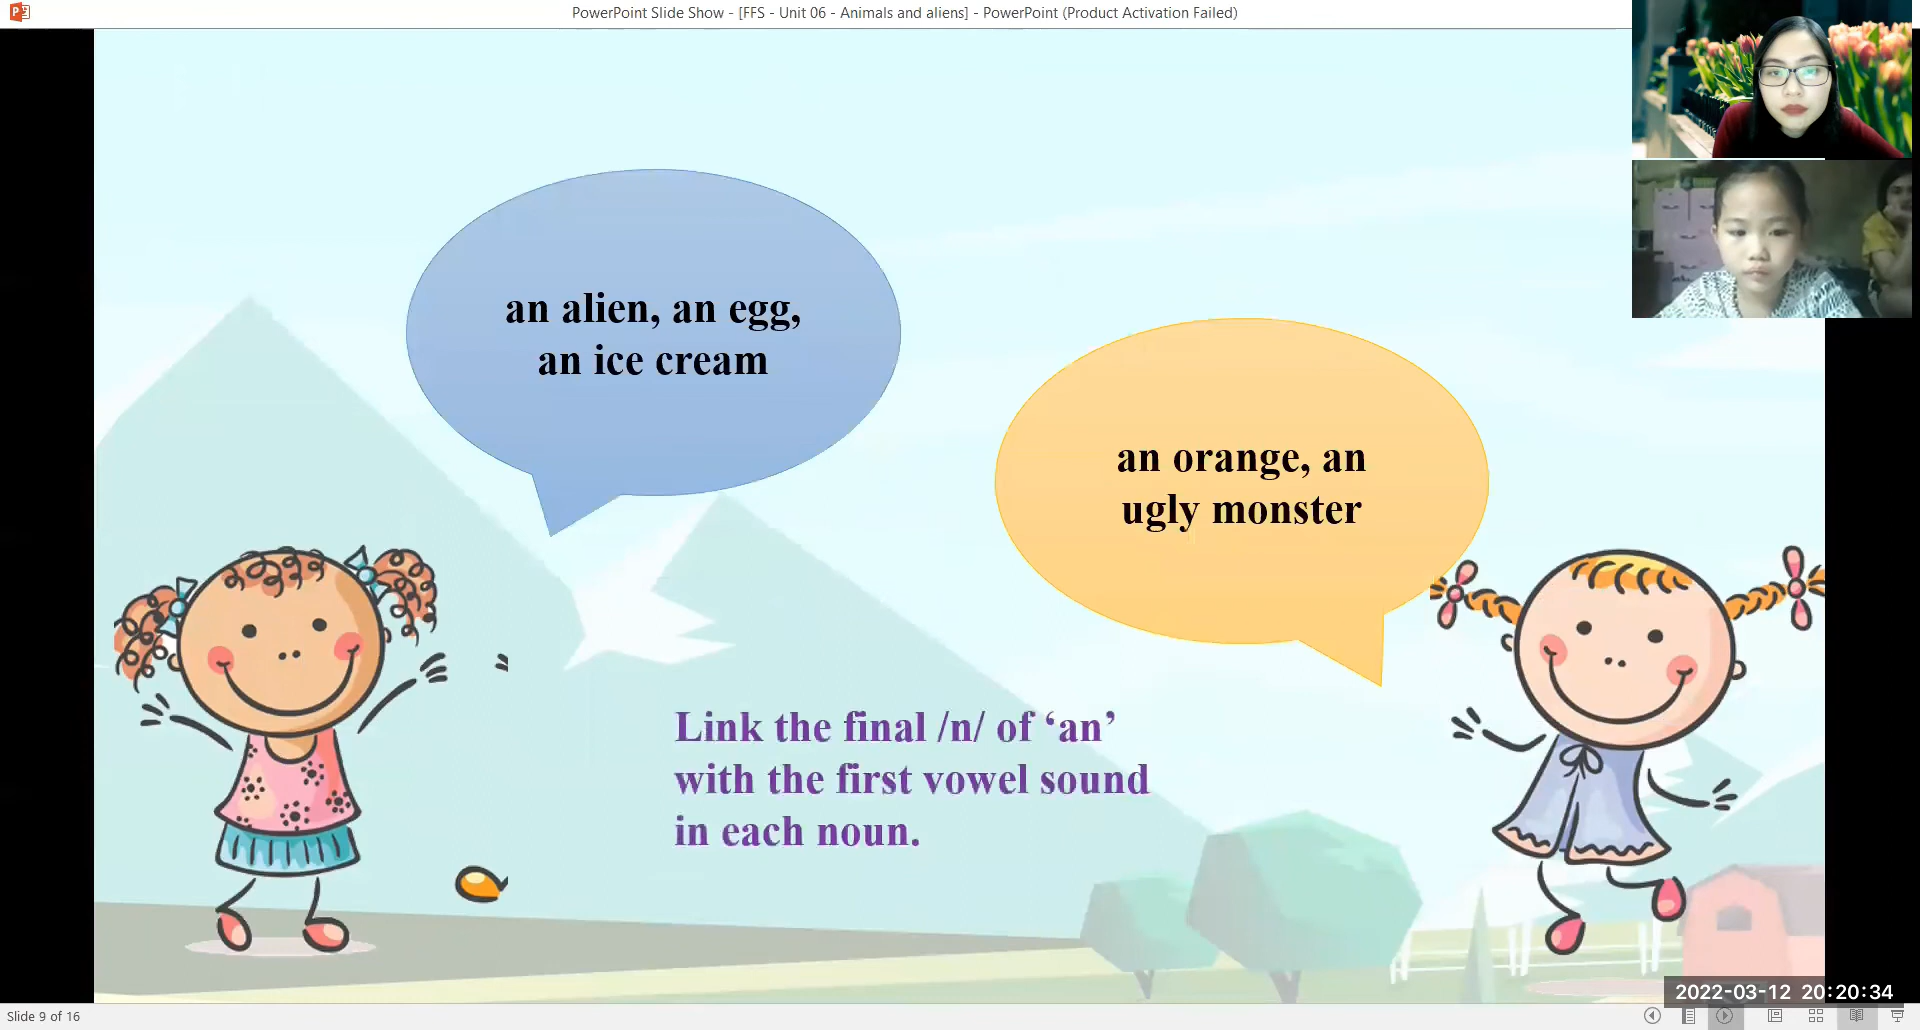 PowerPoint Slide Show - [FFS - Unit 06 - Animals and aliens] - PowerPoint (Product Activation Failed)
an alien, an egg,
an ice cream
an orange, an
ugly monster
Link the final /n/ of ‘an’
with the first vowel sound
in each noun.
2022-03-12 20:20:34
Slide 9 of 16